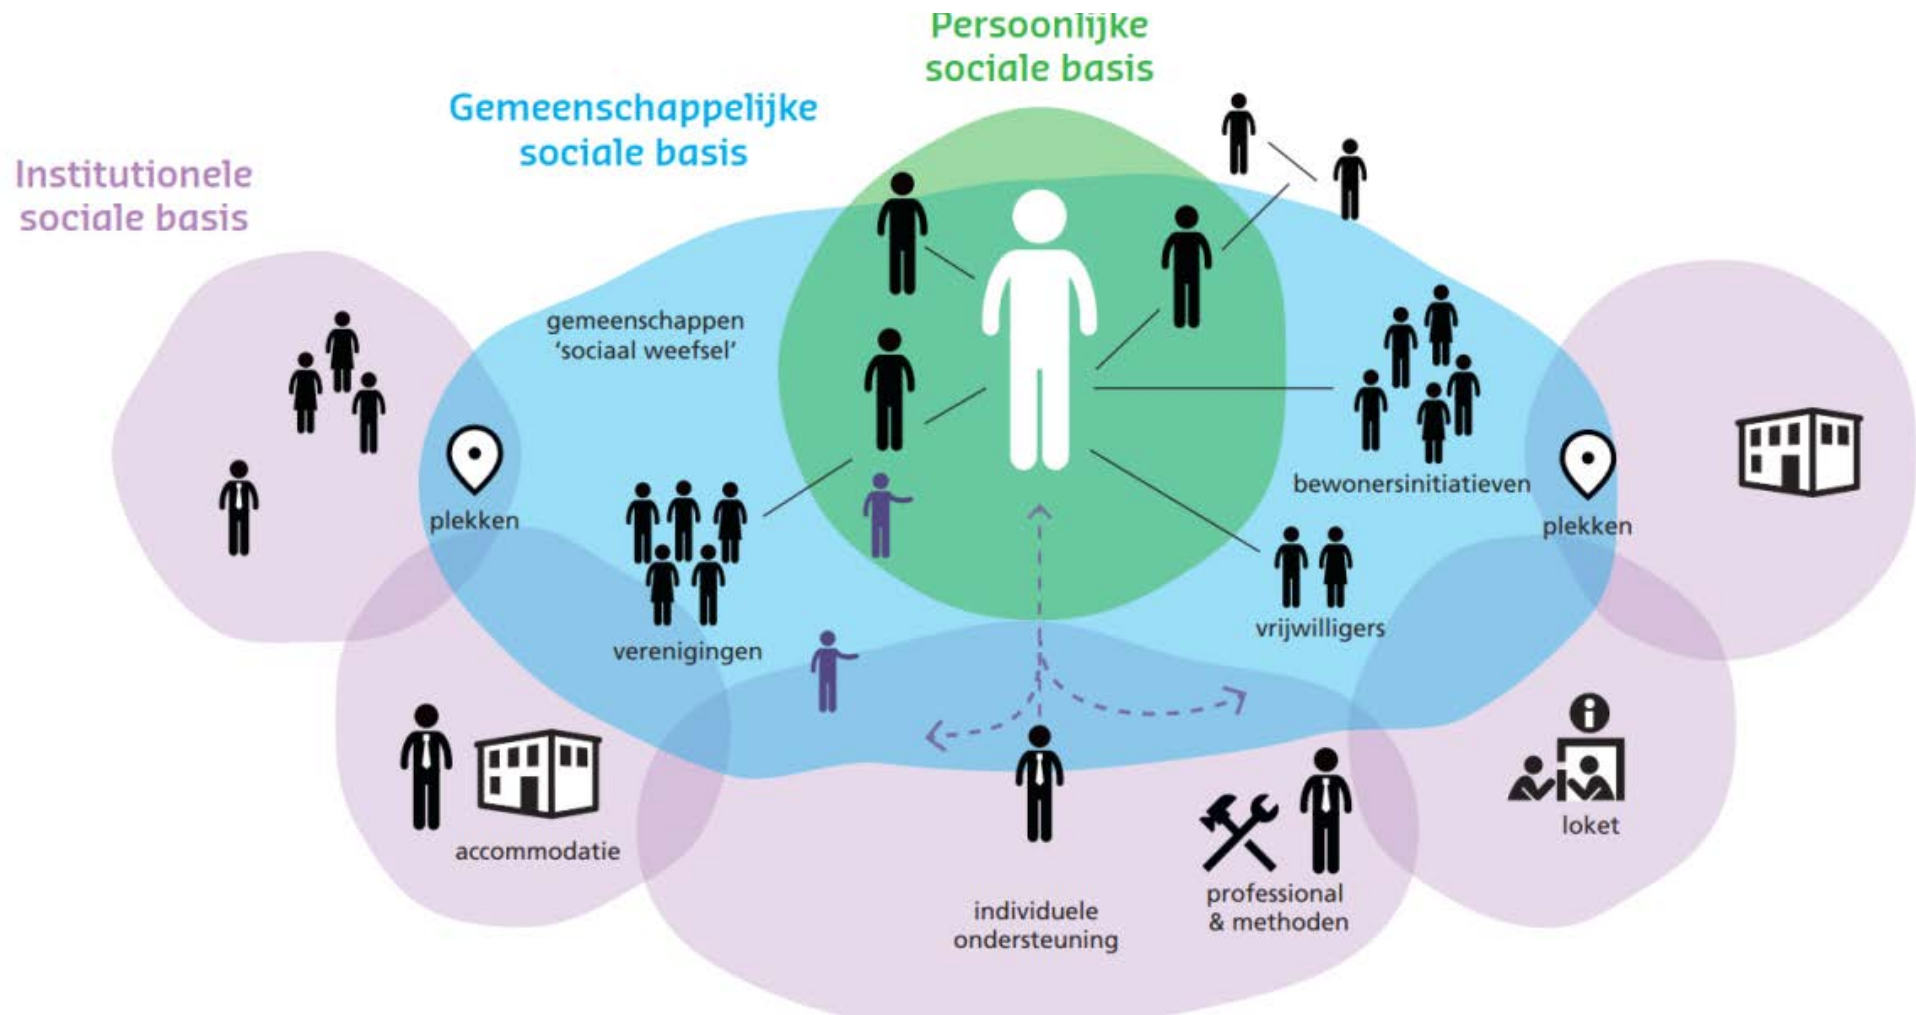 Persoonlijke
sociale basis
Gemeenschappelijke
sociale basis
Institutionele
sociale basis
gemeenschappen
‘sociaal weefsel’
plekken
verenigingen
bewonersinitiatieven
plekken
vrijwilligers
accommodatie
individuele
ondersteuning
professional
& methoden
i
loket